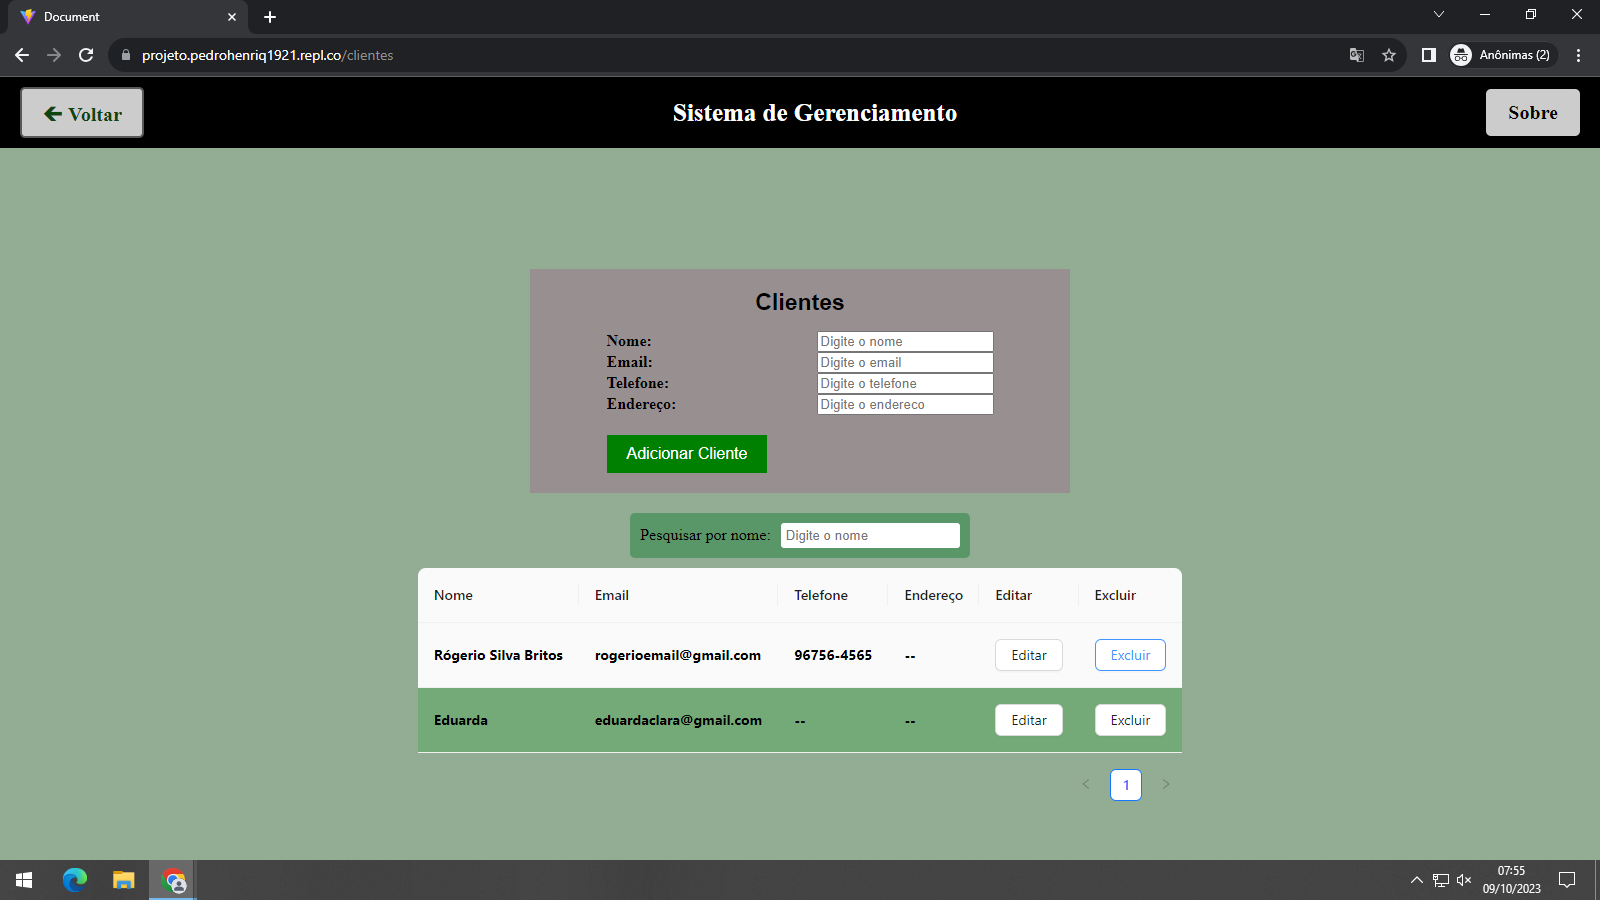 Document
projeto.pedrohenriq1921.repl.co/clientes
Anônimas (2)
Voltar
Sistema de Gerenciamento
Sobre
Clientes
Nome:
Digite o nome
Email:
Digite o email
Telefone:
Digite o telefone
Endereço:
Digite o endereco
Adicionar Cliente
Pesquisar por nome:
Digite o nome
Nome Email Telefone Endereço Editar Excluir
Rógerio Silva Britos rogerioemail@gmail.com 96756-4565 -- Editar Excluir
Eduarda eduardaclara@gmail.com -- -- Editar Excluir
< 1 >
07:55
09/10/2023